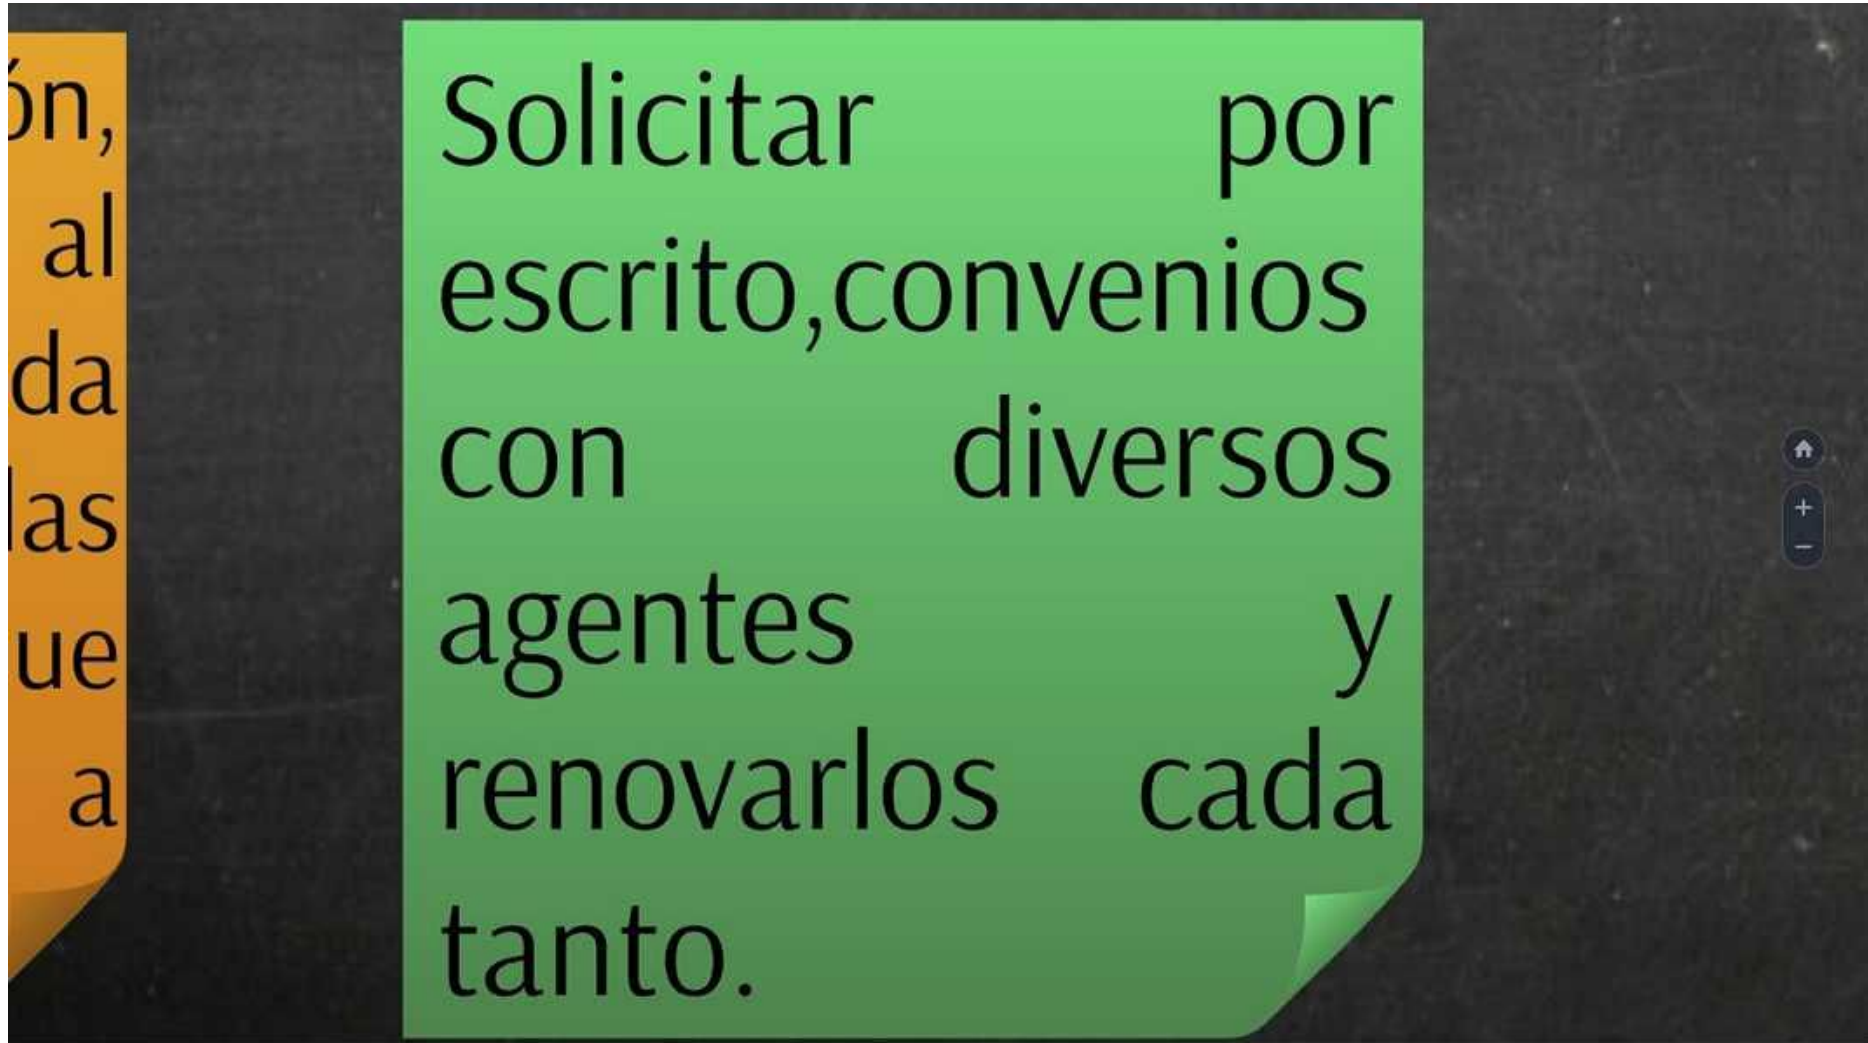 ón,
al
da
las
ue
a
Solicitar por
escrito,convenios
con diversos
agentes y
renovarlos cada
tanto.